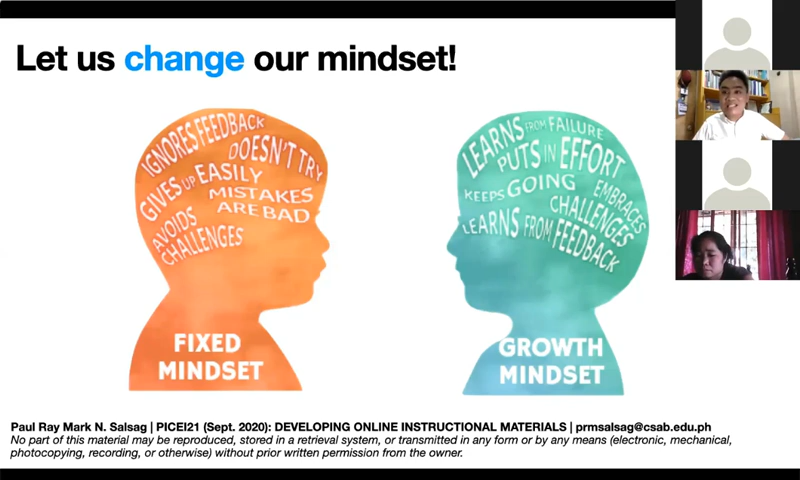 Let us change our mindset!
IGNORES FEEDBACK
DOESN'T TRY
GIVES UP EASILY
MISTAKES
ARE BAD
AVOIDS
CHALLENGES
FIXED
MINDSET
LEARNS FROM FAILURE
PUTS IN EFFORT
KEEPS GOING
EMBRACES
CHALLENGES
LEARNS FROM FEEDBACK
GROWTH
MINDSET
Paul Ray Mark N. Salsag | PICEI21 (Sept. 2020): DEVELOPING ONLINE INSTRUCTIONAL MATERIALS | prmsalsag@csab.edu.ph
No part of this material may be reproduced, stored in a retrieval system, or transmitted in any form or by any means (electronic, mechanical,
photocopying, recording, or otherwise) without prior written permission from the owner.